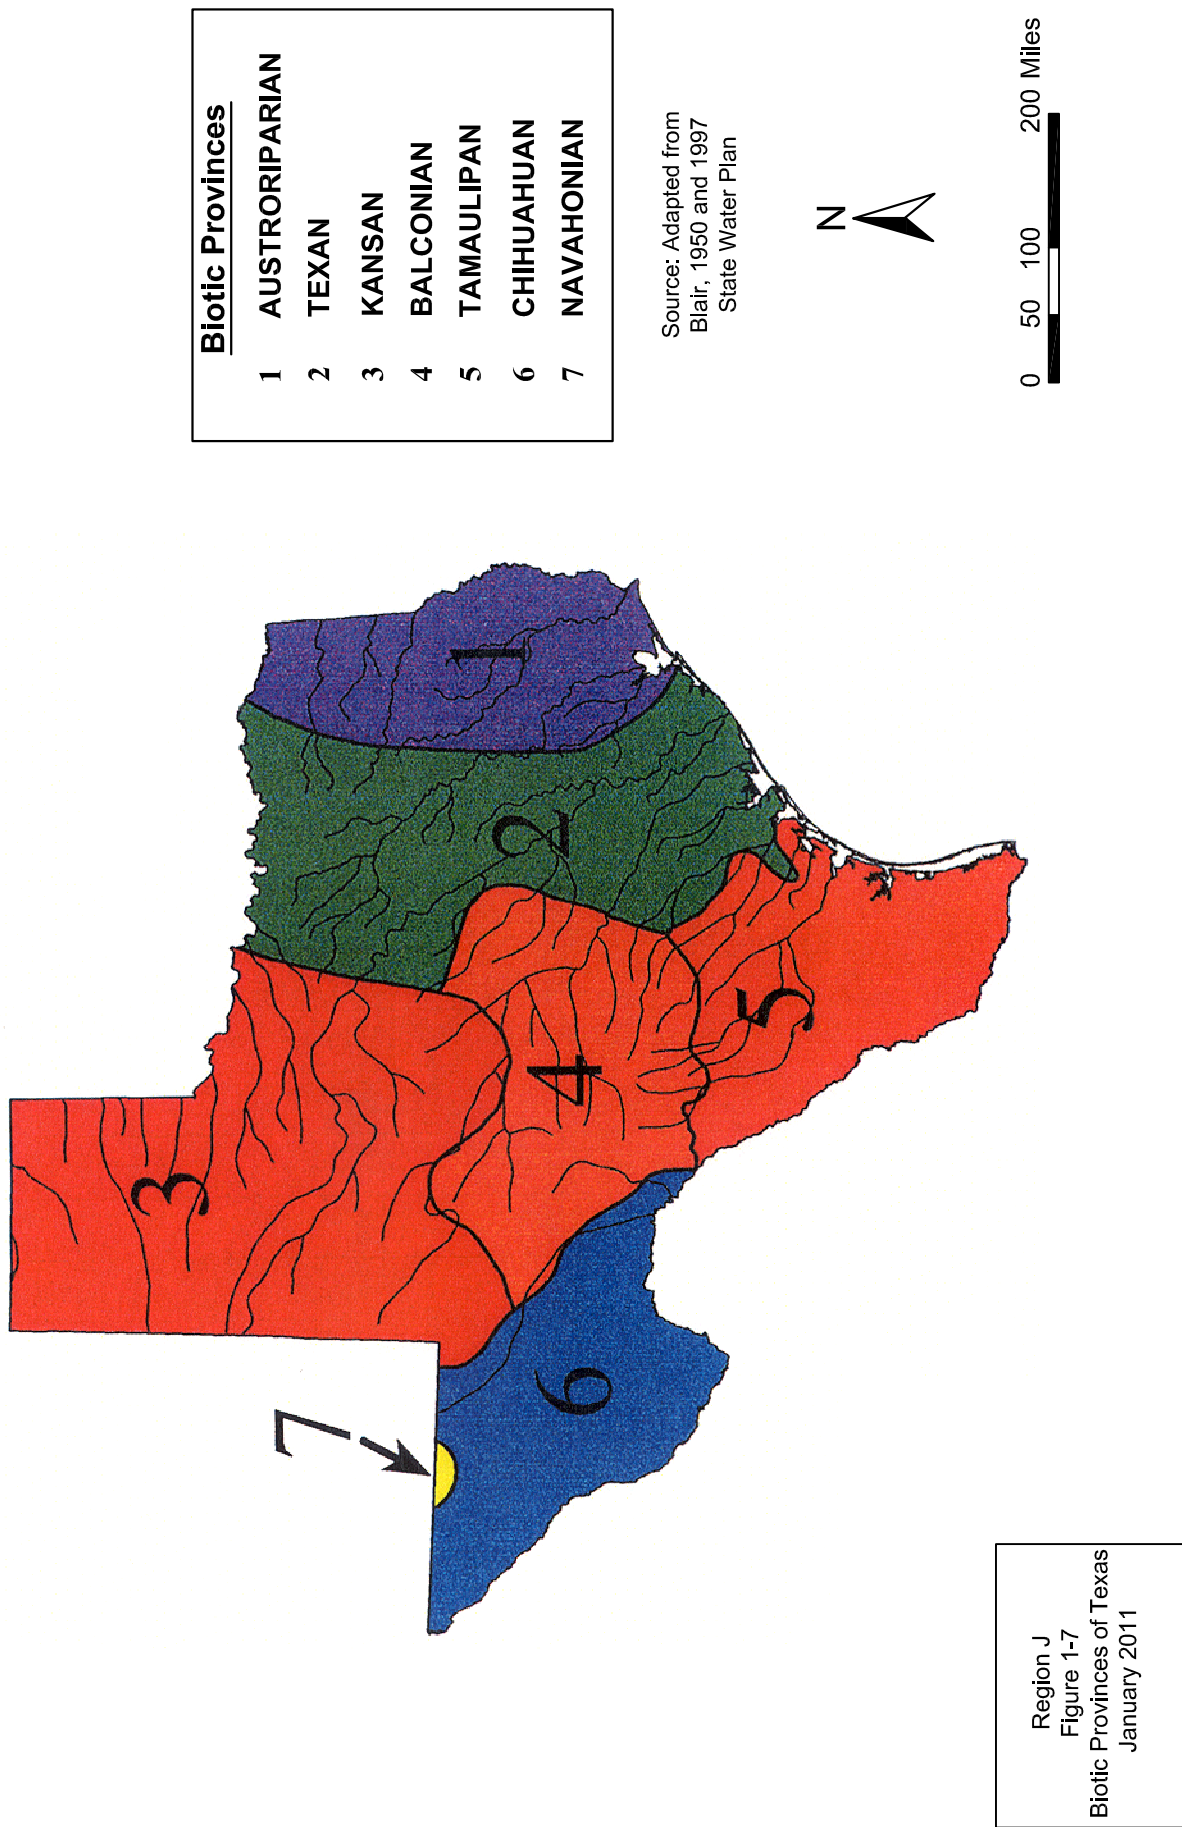 Biotic Provinces
1 AUSTRORIPARIAN
2 TEXAN
3 KANSAN
4 BALCONIAN
5 TAMAULIPAN
6 CHIHUAHUAN
7 NAVAHONIAN
Source: Adapted from
Blair, 1950 and 1997
State Water Plan
N
0 50 100 200 Miles
1
2
3
4
5
6
7
Region J
Figure 1-7
Biotic Provinces of Texas
January 2011